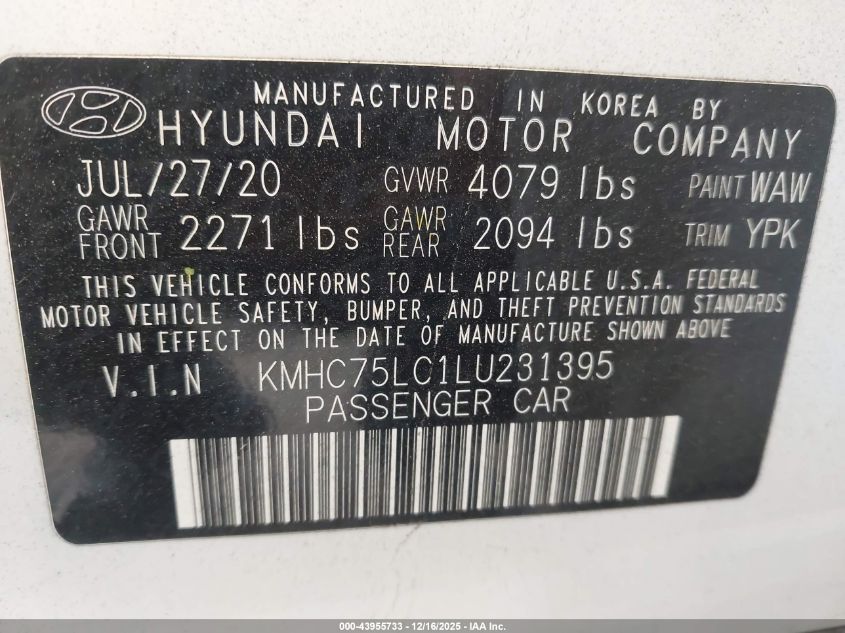 MANUFACTURED IN KOREA BY
HYUNDAI MOTOR COMPANY
JUL/27/20 GVWR 4079 lbs PAINT WAW
GAWR FRONT 2271 lbs GAWR REAR 2094 lbs TRIM YPK
THIS VEHICLE CONFORMS TO ALL APPLICABLE U.S.A. FEDERAL
MOTOR VEHICLE SAFETY, BUMPER, AND THEFT PREVENTION STANDARDS
IN EFFECT ON THE DATE OF MANUFACTURE SHOWN ABOVE
V.I.N KMHC75LC1LU231395
PASSENGER CAR
000-43955733 - 12/16/2025 - IAA Inc.